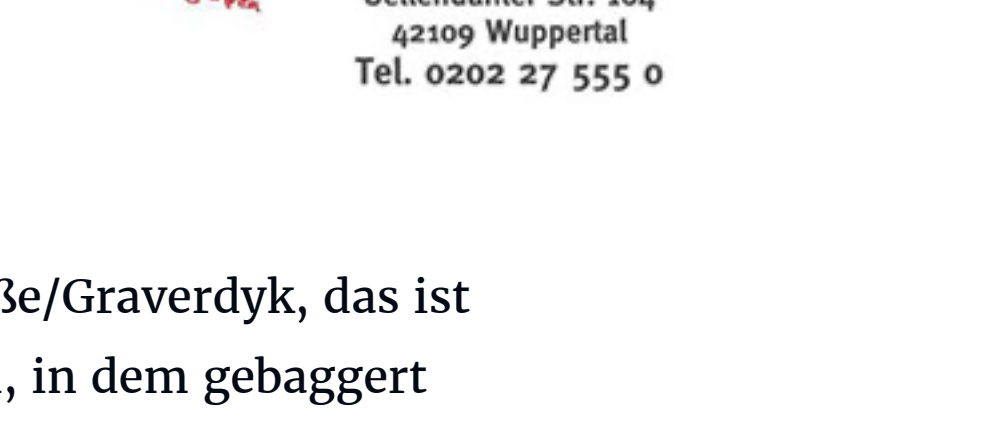 42109 Wuppertal
Tel. 0202 27 555 0
ße/Graverdyk, das ist
, in dem gebaggert